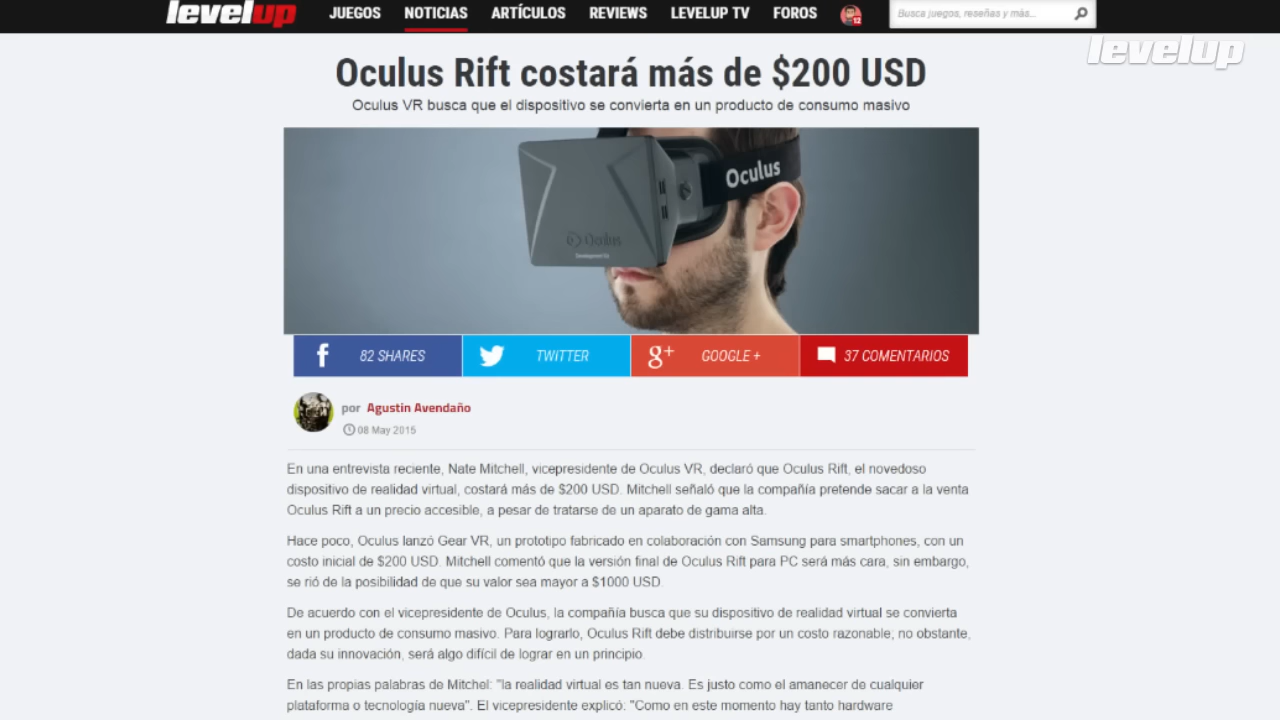 levelup JUEGOS NOTICIAS ARTÍCULOS REVIEWS LEVELUP TV FOROS 12 Busca juegos, reseñas y más...
levelup
Oculus Rift costará más de $200 USD
Oculus VR busca que el dispositivo se convierta en un producto de consumo masivo
Oculus
Oculus
Development Kit
82 SHARES TWITTER GOOGLE + 37 COMENTARIOS
por Agustin Avendaño
08 May 2015
En una entrevista reciente, Nate Mitchell, vicepresidente de Oculus VR, declaró que Oculus Rift, el novedoso
dispositivo de realidad virtual, costará más de $200 USD. Mitchell señaló que la compañía pretende sacar a la venta
Oculus Rift a un precio accesible, a pesar de tratarse de un aparato de gama alta.
Hace poco, Oculus lanzó Gear VR, un prototipo fabricado en colaboración con Samsung para smartphones, con un
costo inicial de $200 USD. Mitchell comentó que la versión final de Oculus Rift para PC será más cara, sin embargo,
se rió de la posibilidad de que su valor sea mayor a $1000 USD.
De acuerdo con el vicepresidente de Oculus, la compañía busca que su dispositivo de realidad virtual se convierta
en un producto de consumo masivo. Para lograrlo, Oculus Rift debe distribuirse por un costo razonable; no obstante,
dada su innovación, será algo difícil de lograr en un principio.
En las propias palabras de Mitchel: "la realidad virtual es tan nueva. Es justo como el amanecer de cualquier
plataforma o tecnología nueva". El vicepresidente explicó: "Como en este momento hay tanto hardware